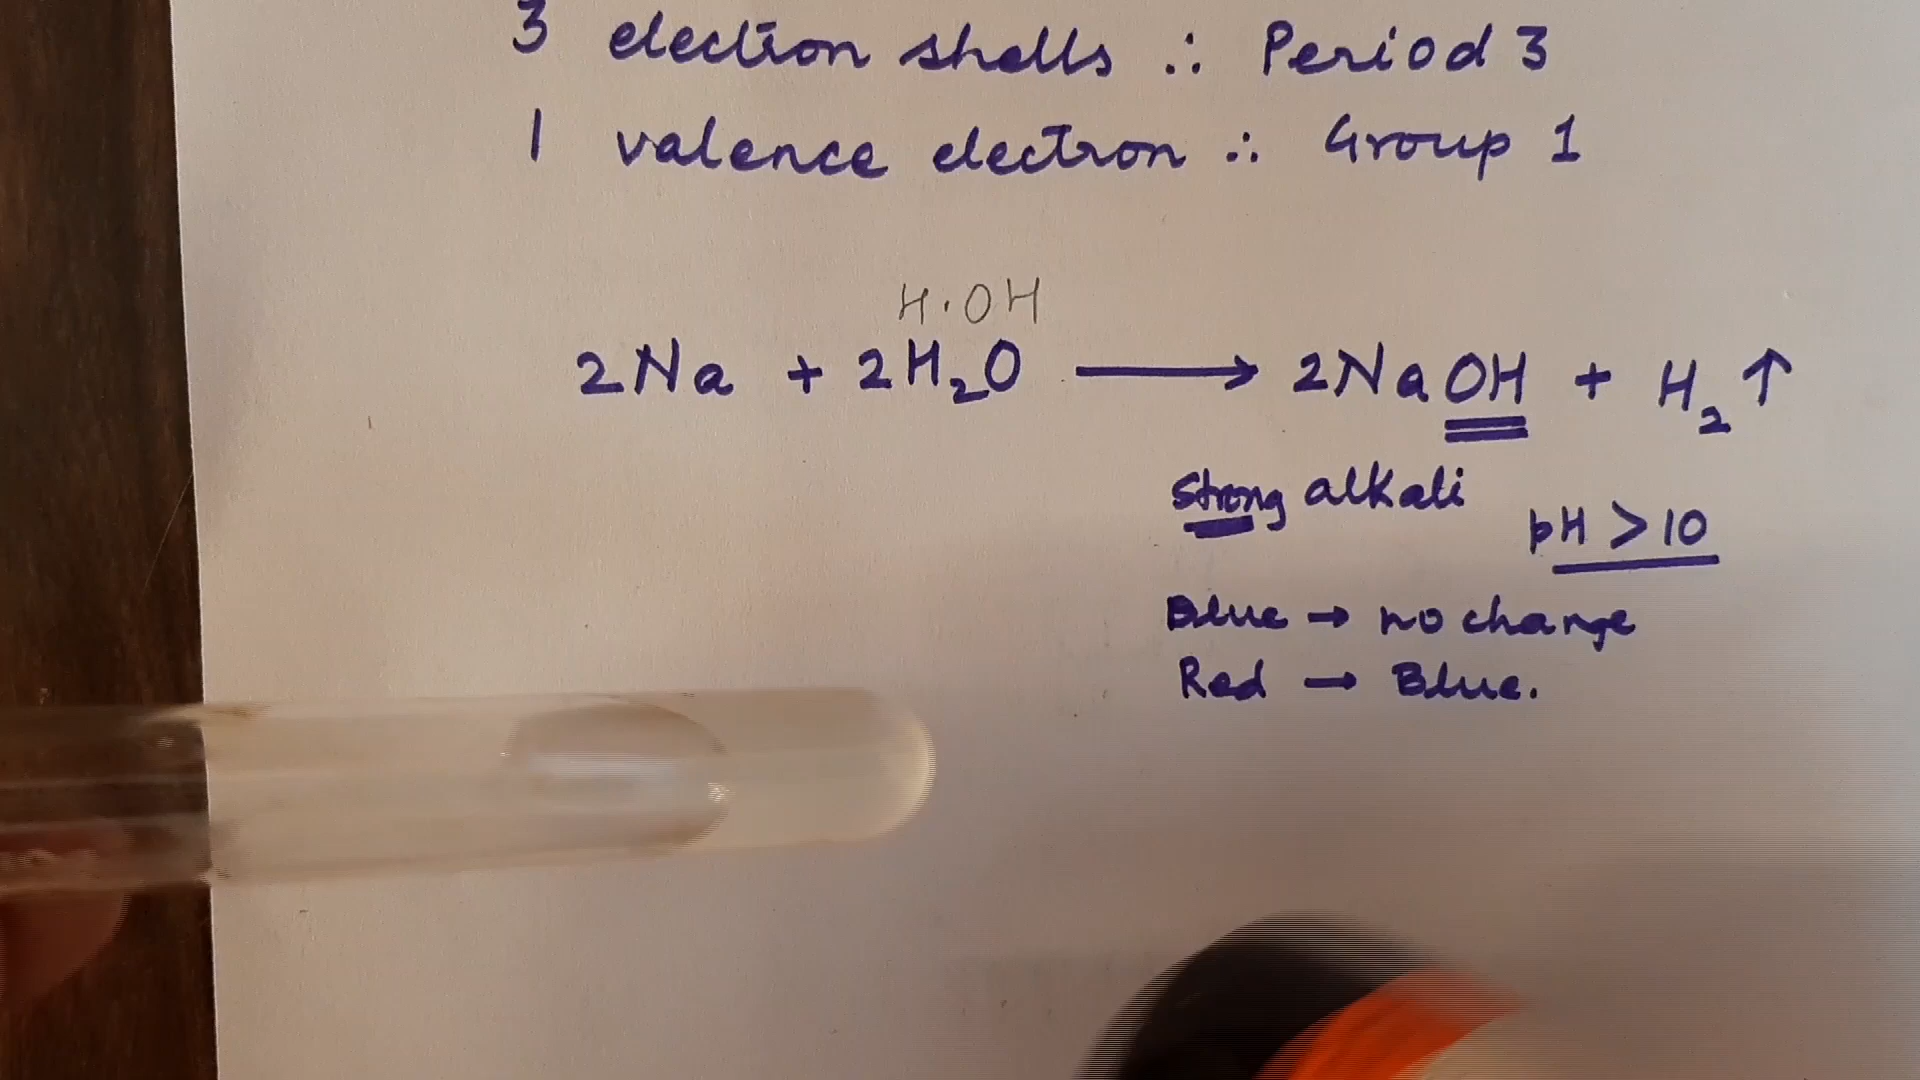 3 electron shells ∴ Period 3
1 valence electron ∴ Group 1
H·OH
2Na + 2H₂O ⟶ 2NaOH + H₂ ↑
Strong alkali
pH > 10
Blue → no change
Red → Blue.